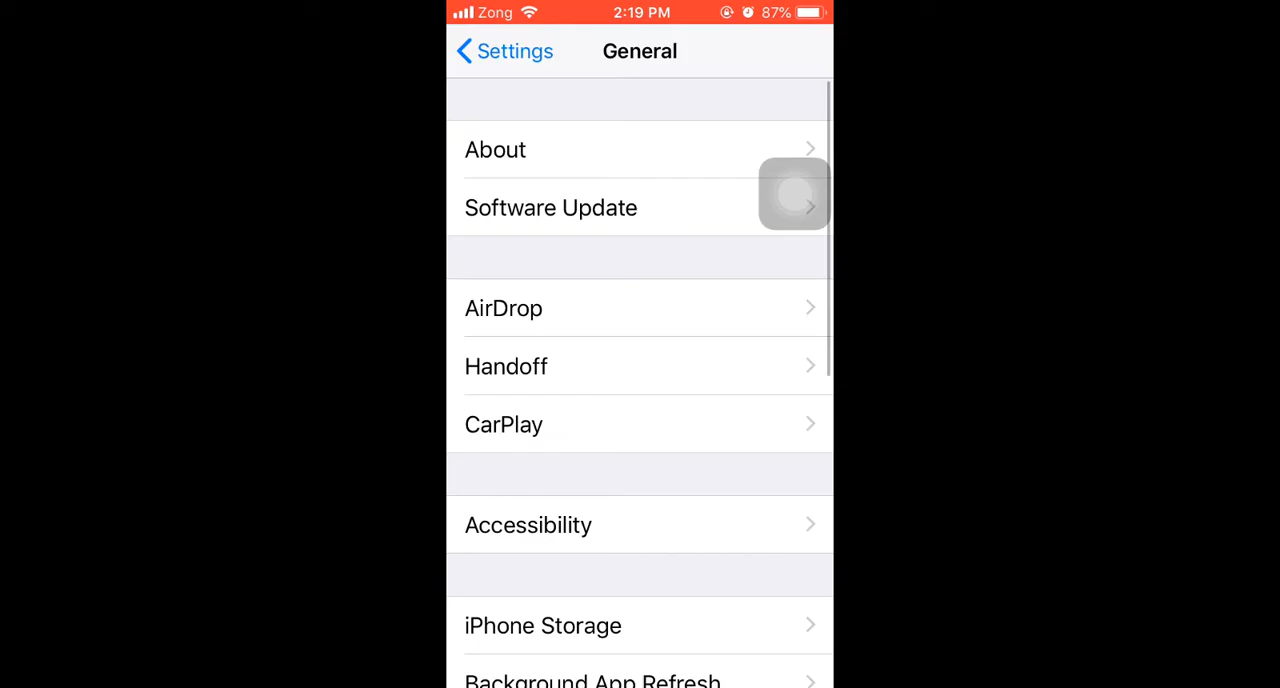 Zong 2:19 PM 87%
Settings General
About
Software Update
AirDrop
Handoff
CarPlay
Accessibility
iPhone Storage
Background App Refresh